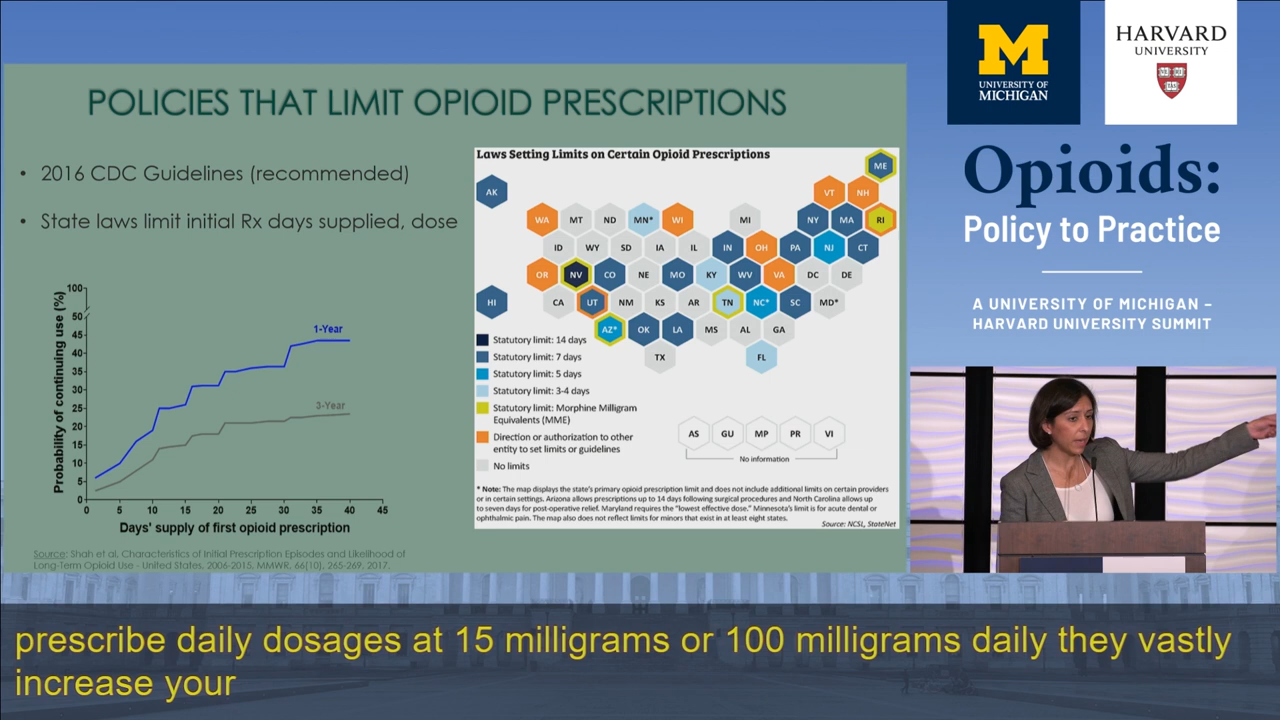 POLICIES THAT LIMIT OPIOID PRESCRIPTIONS
• 2016 CDC Guidelines (recommended)
• State laws limit initial Rx days supplied, dose
Probability of continuing use (%)
100
50
45
40
35
30
25
20
15
10
5
0
1-Year
3-Year
0 5 10 15 20 25 30 35 40 45
Days' supply of first opioid prescription
Source: Shah et al, Characteristics of Initial Prescription Episodes and Likelihood of
Long-Term Opioid Use - United States, 2006-2015, MMWR, 66(10), 265-269, 2017.
Laws Setting Limits on Certain Opioid Prescriptions
ME
AK VT NH
WA MT ND MN* WI MI NY MA RI
ID WY SD IA IL IN OH PA NJ CT
OR NV CO NE MO KY WV VA DC DE
HI CA UT NM KS AR TN NC* SC MD*
AZ* OK LA MS AL GA
TX FL
Statutory limit: 14 days
Statutory limit: 7 days
Statutory limit: 5 days
Statutory limit: 3-4 days
Statutory limit: Morphine Milligram
Equivalents (MME)
Direction or authorization to other
entity to set limits or guidelines
No limits
AS GU MP PR VI
No information
* Note: The map displays the state's primary opioid prescription limit and does not include additional limits on certain providers
or in certain settings. Arizona allows prescriptions up to 14 days following surgical procedures and North Carolina allows up
to seven days for post-operative relief. Maryland requires the "lowest effective dose." Minnesota's limit is for acute dental or
ophthalmic pain. The map also does not reflect limits for minors that exist in at least eight states.
Source: NCSL, StateNet
M
UNIVERSITY OF
MICHIGAN
HARVARD
UNIVERSITY
Opioids:
Policy to Practice
A UNIVERSITY OF MICHIGAN –
HARVARD UNIVERSITY SUMMIT
prescribe daily dosages at 15 milligrams or 100 milligrams daily they vastly
increase your